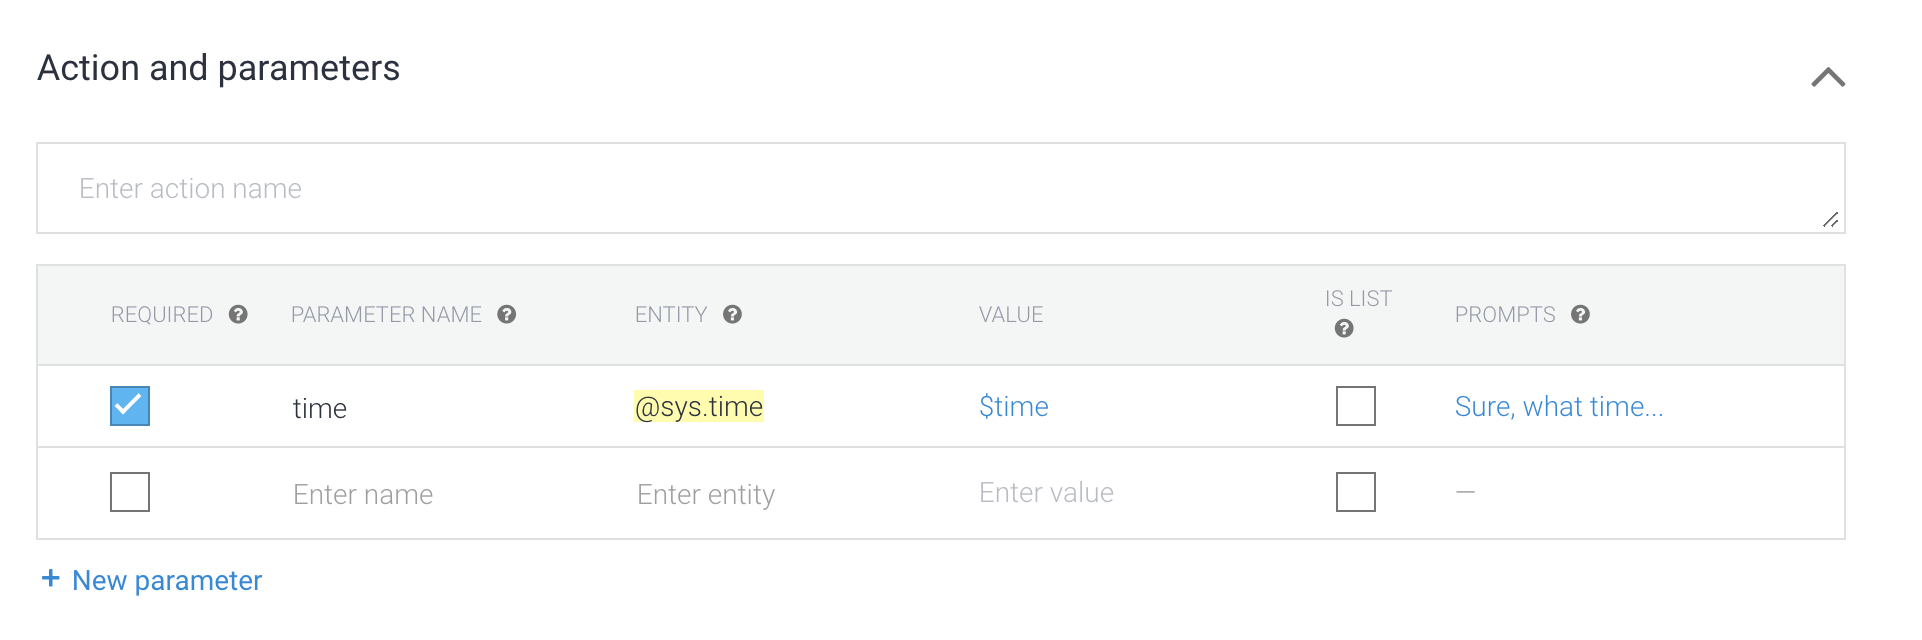 Action and parameters
Enter action name
REQUIRED PARAMETER NAME ENTITY VALUE IS LIST PROMPTS
time @sys.time $time Sure, what time...
Enter name Enter entity Enter value –
+ New parameter